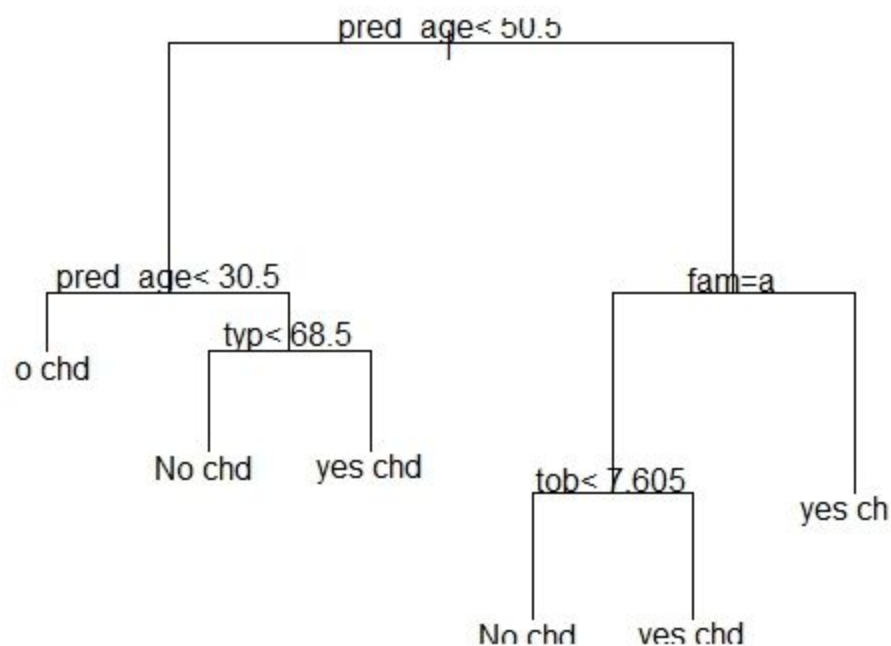 pred_age< 50.5
pred_age< 30.5
fam=a
typ< 68.5
o chd
No chd
yes chd
tob< 7.605
yes ch
No chd
yes chd